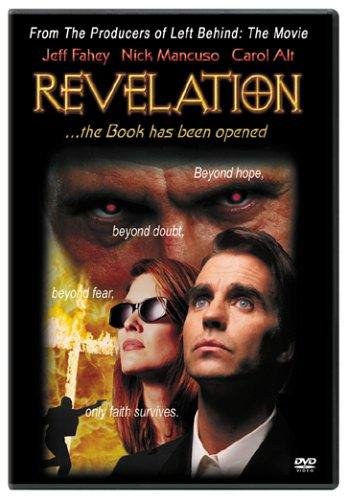 From The Producers of Left Behind: The Movie
Jeff Fahey Nick Mancuso Carol Alt
REVELATION
...the Book has been opened
Beyond hope,
beyond doubt,
beyond fear,
only faith survives.
DVD
VIDEO